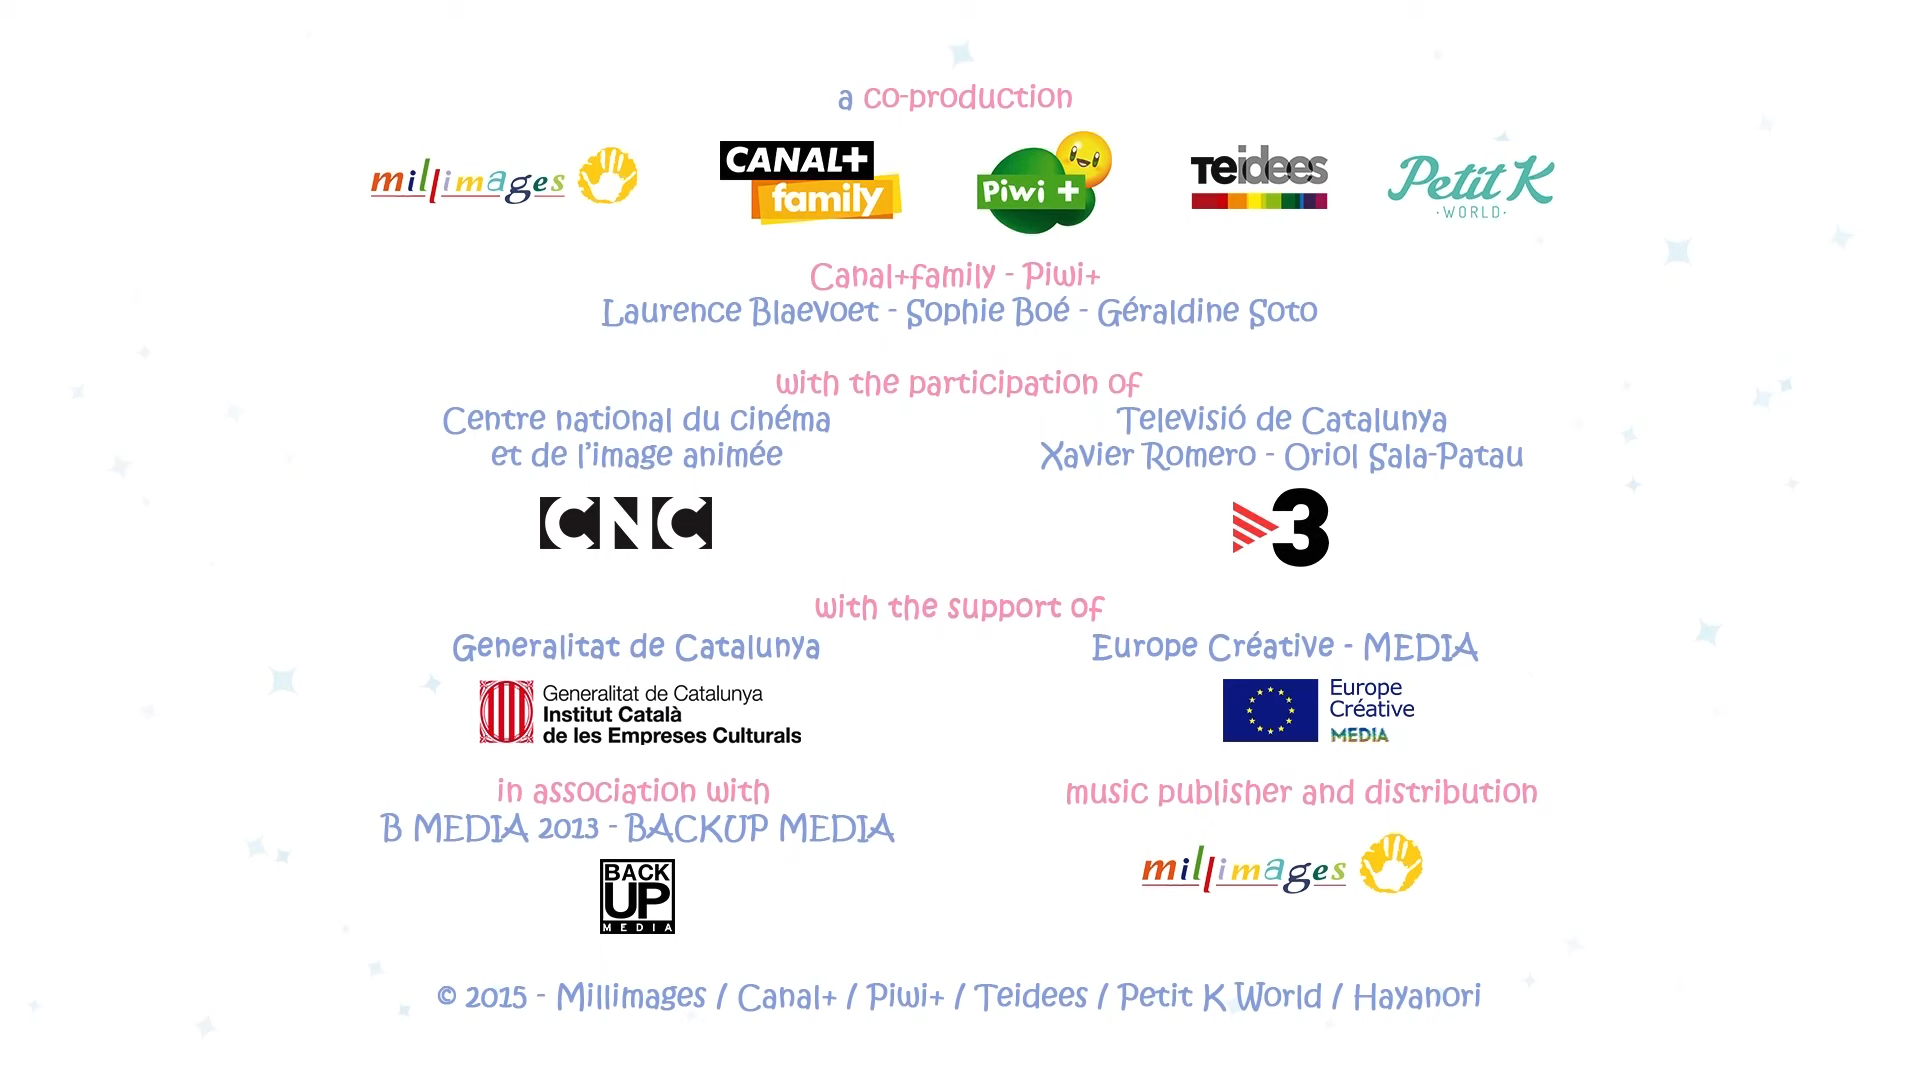 a co-production
millimages
CANAL+
family
Piwi +
Teidees
Petit K
·WORLD·
Canal+family - Piwi+
Laurence Blaevoet - Sophie Boé - Géraldine Soto
with the participation of
Centre national du cinéma
et de l'image animée
CNC
Televisió de Catalunya
Xavier Romero - Oriol Sala-Patau
3
with the support of
Generalitat de Catalunya
Generalitat de Catalunya
Institut Català
de les Empreses Culturals
Europe Créative - MEDIA
Europe
Créative
MEDIA
in association with
B MEDIA 2013 - BACKUP MEDIA
BACK
UP
MEDIA
music publisher and distribution
millimages
© 2015 - Millimages / Canal+ / Piwi+ / Teidees / Petit K World / Hayanori